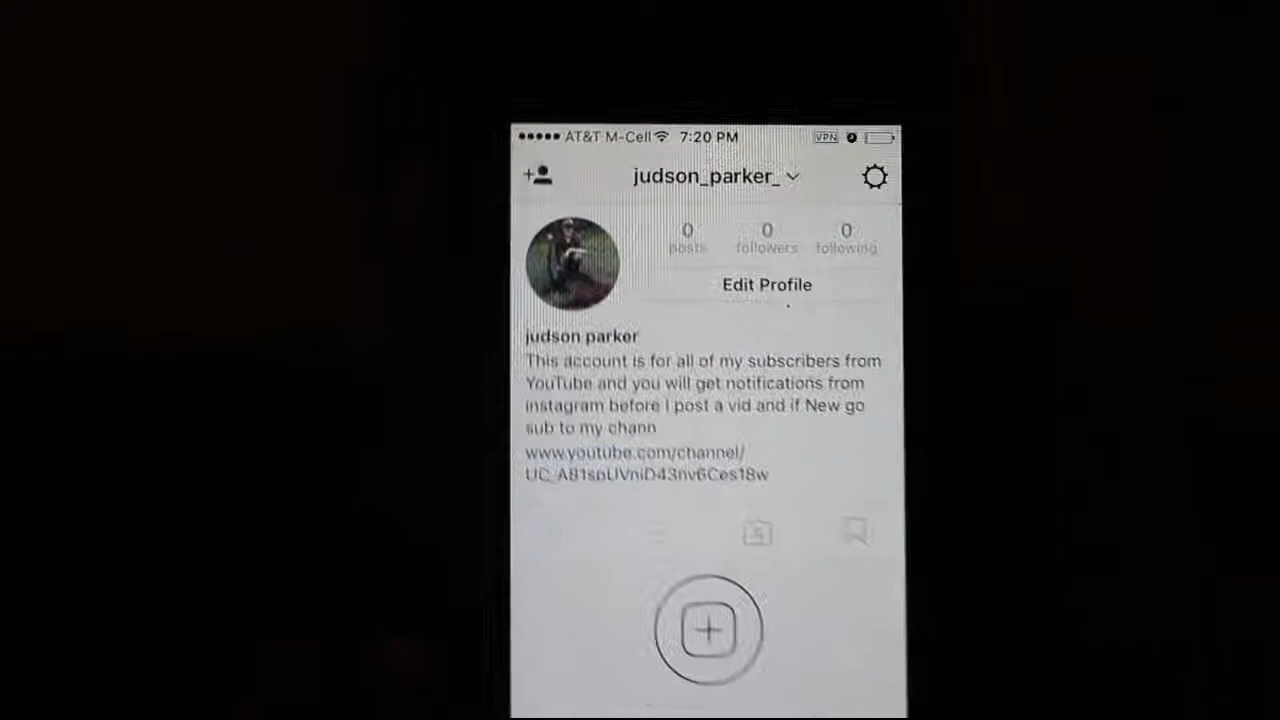 AT&T M-Cell 7:20 PM VPN
judson_parker_
0 0 0
posts followers following
Edit Profile
judson parker
This account is for all of my subscribers from
YouTube and you will get notifications from
instagram before I post a vid and if New go
sub to my chann
www.youtube.com/channel/
UC_A81spUVniD43nv6Ces18w